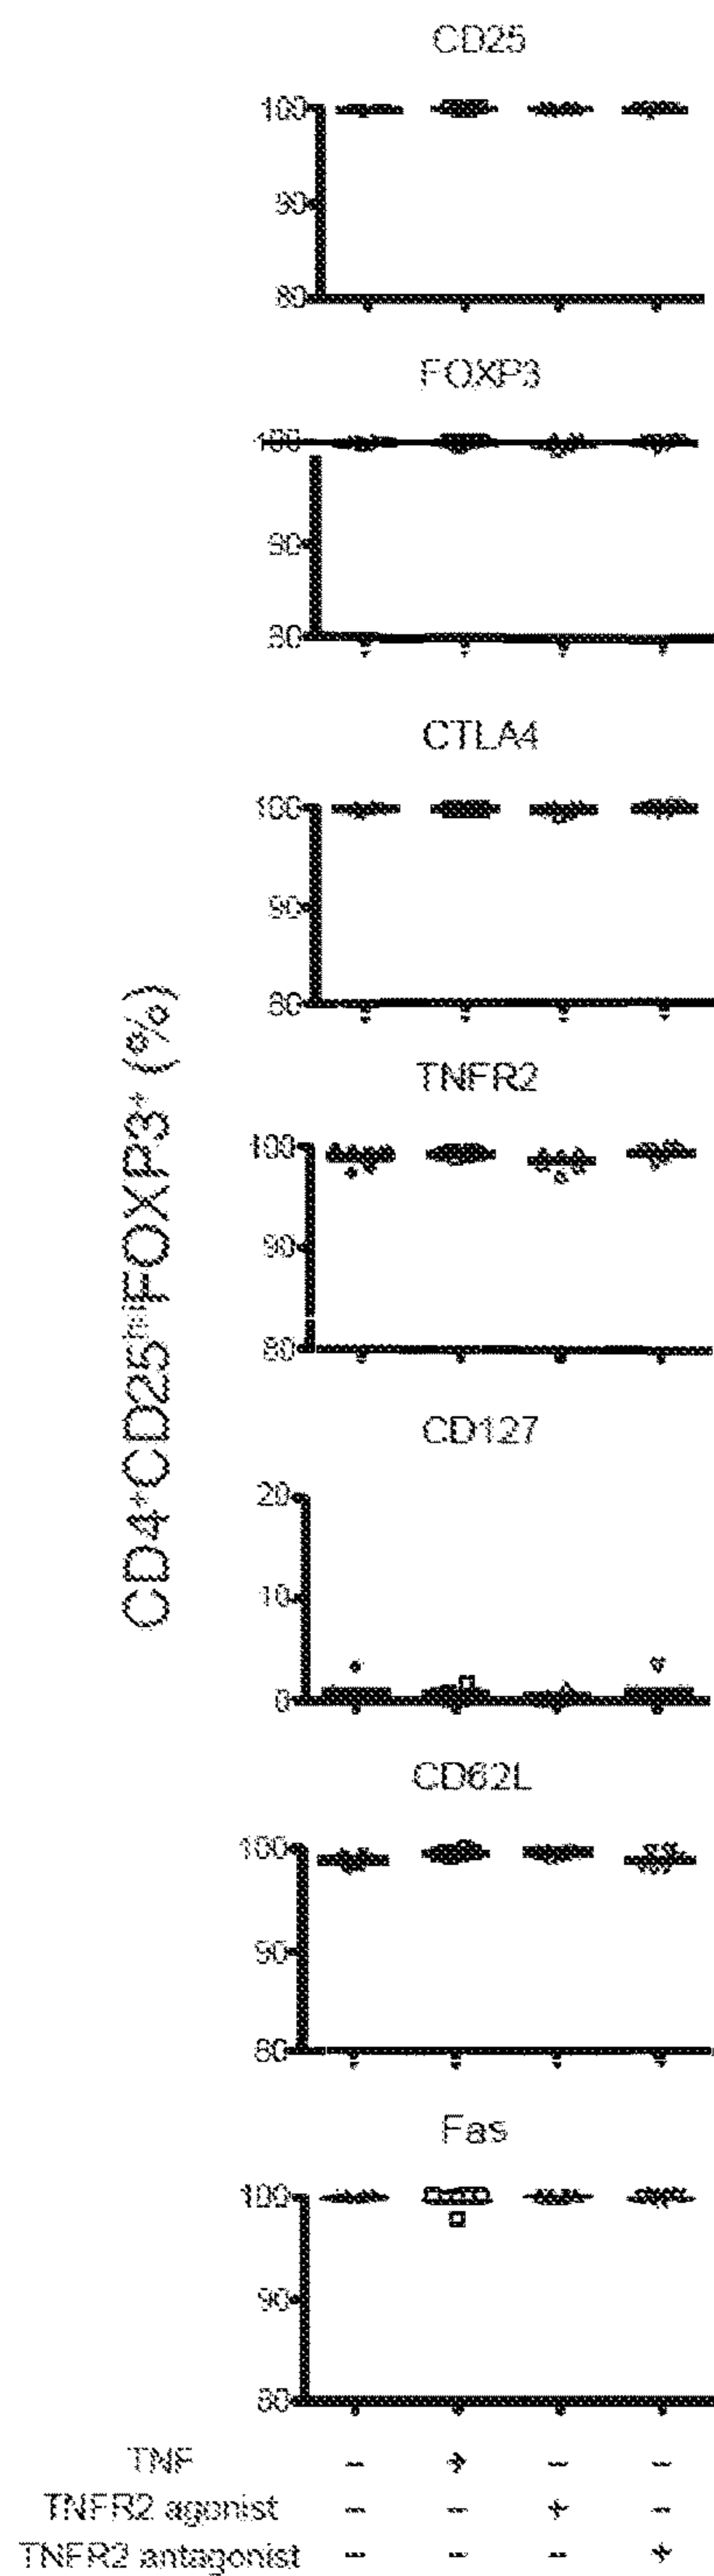 CD25
100
90
80
FOXP3
100
90
80
CTLA4
100
90
80
CD4+CD25hiFOXP3+ (%)
TNFR2
100
90
80
CD127
20
10
0
CD62L
100
90
80
Fas
100
90
80
TNF – + – –
TNFR2 agonist – – + –
TNFR2 antagonist – – – +